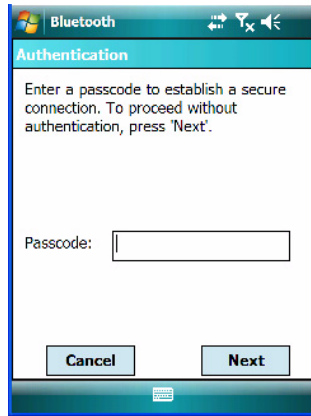 Bluetooth
Authentication
Enter a passcode to establish a secure
connection. To proceed without
authentication, press 'Next'.
Passcode:
Cancel Next